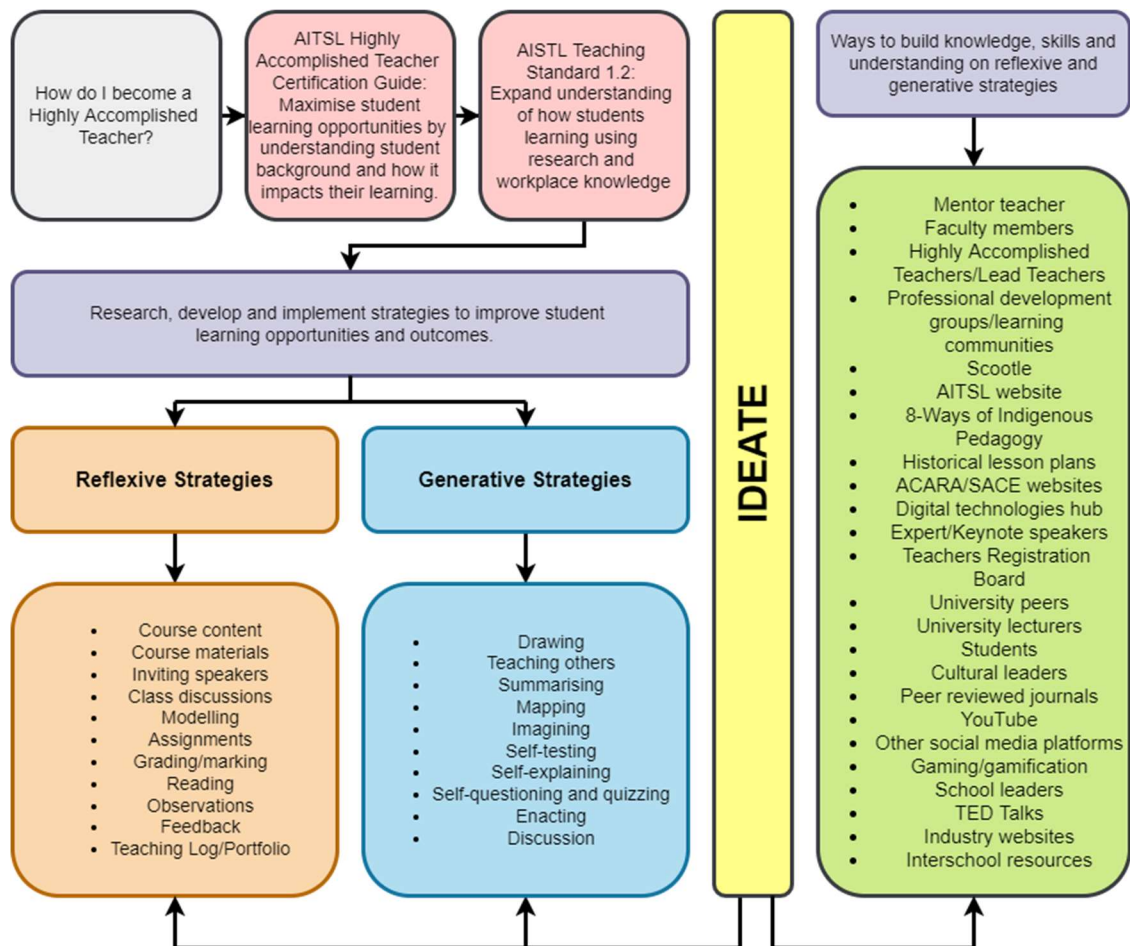 How do I become a
Highly Accomplished
Teacher?
AITSL Highly
Accomplished Teacher
Certification Guide:
Maximise student
learning opportunities by
understanding student
background and how it
impacts their learning.
AISTL Teaching
Standard 1.2:
Expand understanding
of how students
learning using
research and
workplace knowledge
Research, develop and implement strategies to improve student
learning opportunities and outcomes.
Reflexive Strategies
• Course content
• Course materials
• Inviting speakers
• Class discussions
• Modelling
• Assignments
• Grading/marking
• Reading
• Observations
• Feedback
• Teaching Log/Portfolio
Generative Strategies
• Drawing
• Teaching others
• Summarising
• Mapping
• Imagining
• Self-testing
• Self-explaining
• Self-questioning and quizzing
• Enacting
• Discussion
IDEATE
Ways to build knowledge, skills and
understanding on reflexive and
generative strategies
• Mentor teacher
• Faculty members
• Highly Accomplished
Teachers/Lead Teachers
• Professional development
groups/learning
communities
• Scootle
• AITSL website
• 8-Ways of Indigenous
Pedagogy
• Historical lesson plans
• ACARA/SACE websites
• Digital technologies hub
• Expert/Keynote speakers
• Teachers Registration
Board
• University peers
• University lecturers
• Students
• Cultural leaders
• Peer reviewed journals
• YouTube
• Other social media platforms
• Gaming/gamification
• School leaders
• TED Talks
• Industry websites
• Interschool resources